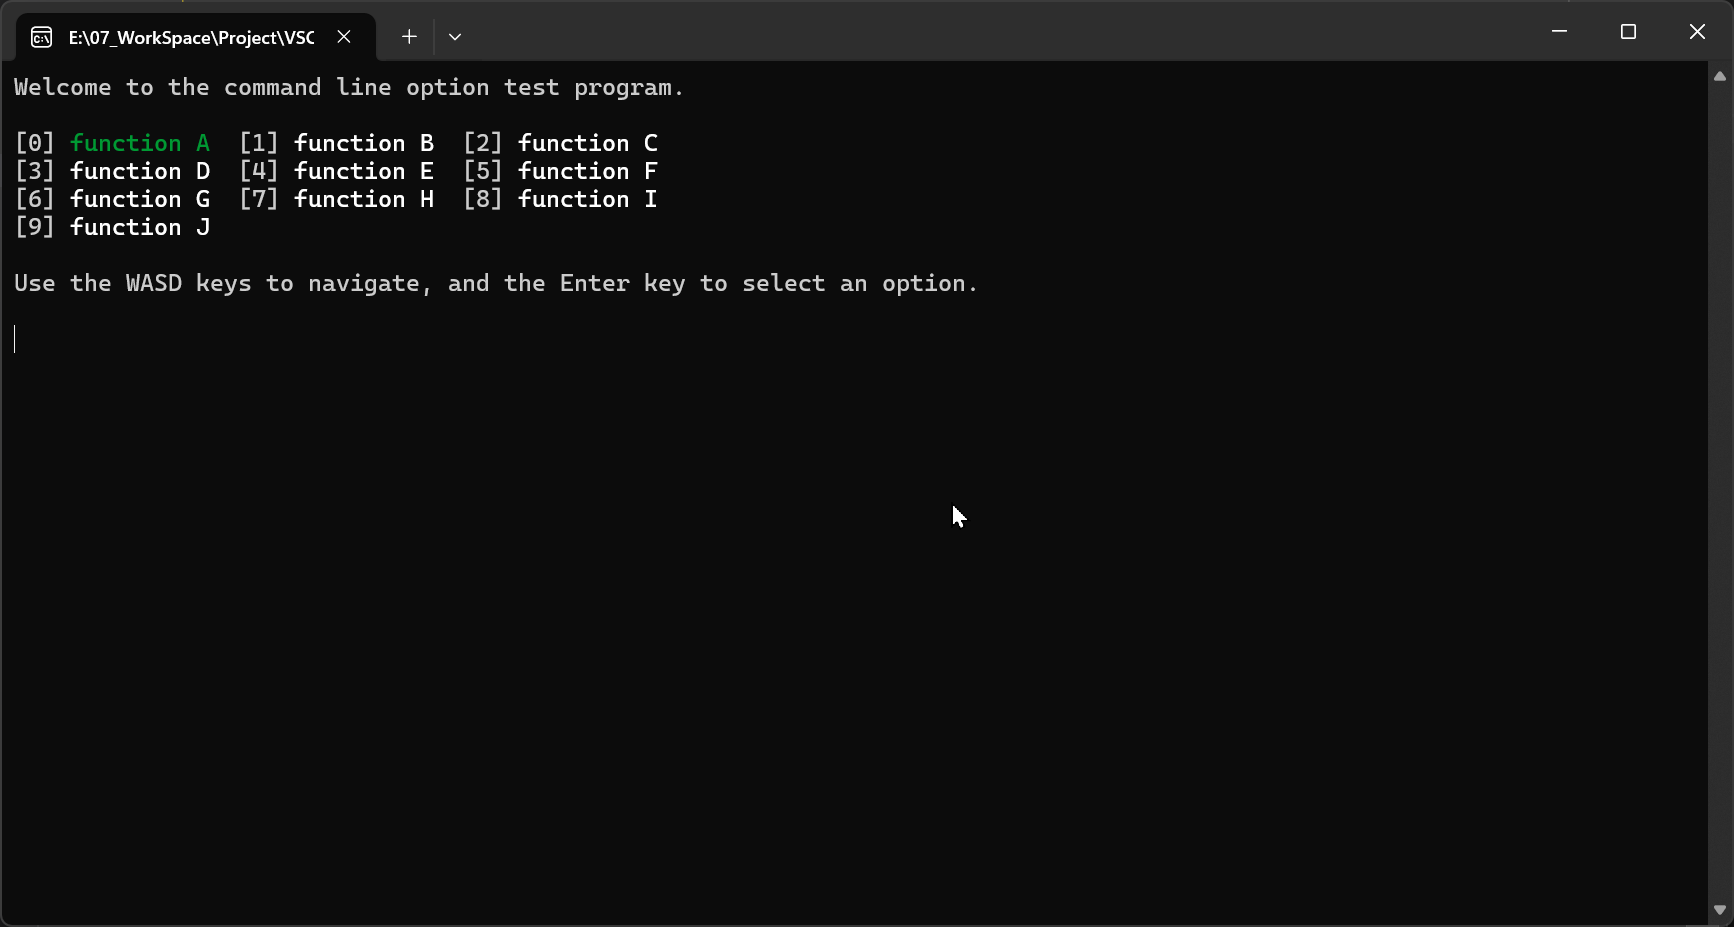 E:\07_WorkSpace\Project\VSC
Welcome to the command line option test program.
[0] function A  [1] function B  [2] function C
[3] function D  [4] function E  [5] function F
[6] function G  [7] function H  [8] function I
[9] function J
Use the WASD keys to navigate, and the Enter key to select an option.